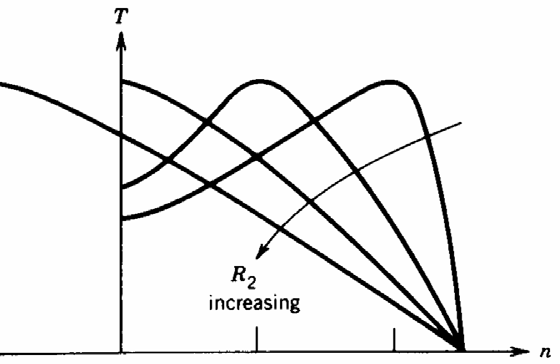 T
R₂
increasing
n